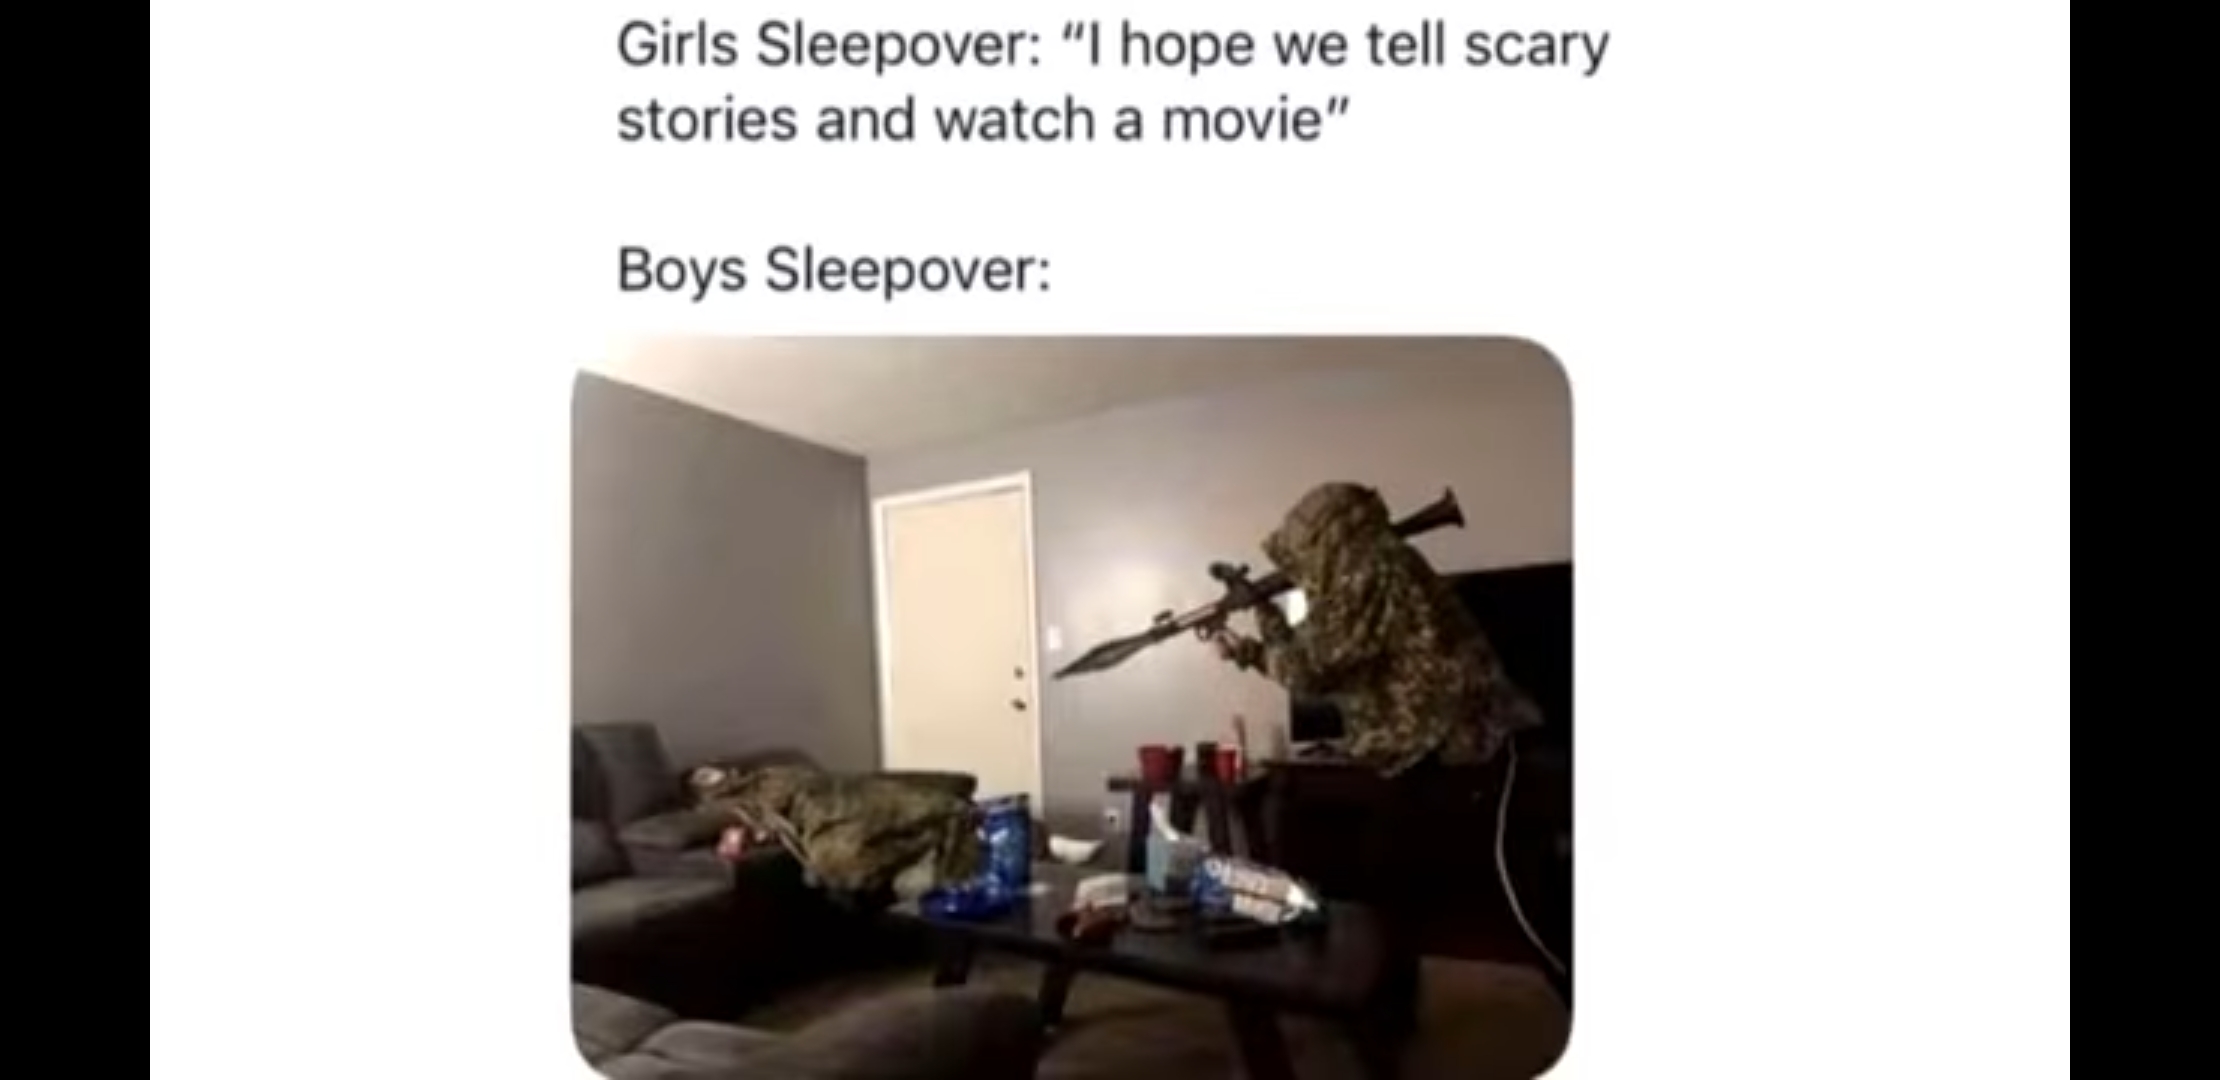 Girls Sleepover: “I hope we tell scary
stories and watch a movie”
Boys Sleepover: